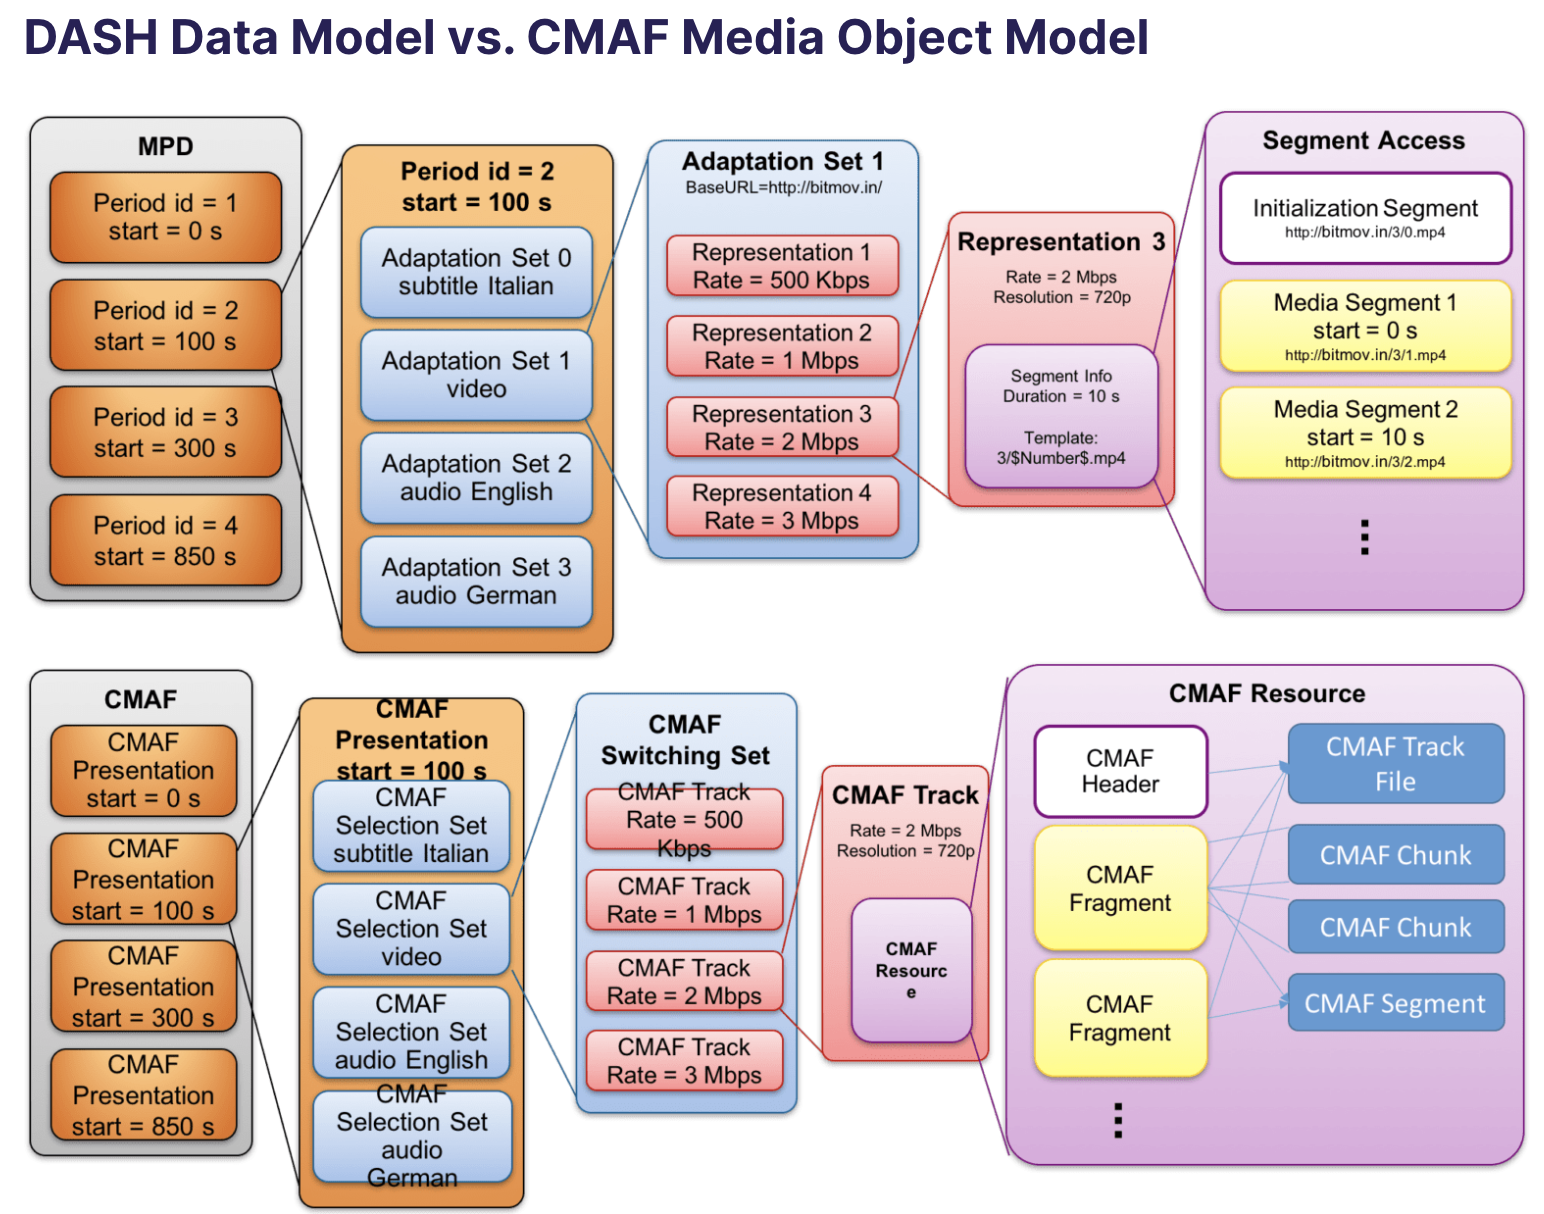 DASH Data Model vs. CMAF Media Object Model
MPD
Period id = 1
start = 0 s
Period id = 2
start = 100 s
Period id = 3
start = 300 s
Period id = 4
start = 850 s
Period id = 2
start = 100 s
Adaptation Set 0
subtitle Italian
Adaptation Set 1
video
Adaptation Set 2
audio English
Adaptation Set 3
audio German
Adaptation Set 1
BaseURL=http://bitmov.in/
Representation 1
Rate = 500 Kbps
Representation 2
Rate = 1 Mbps
Representation 3
Rate = 2 Mbps
Representation 4
Rate = 3 Mbps
Representation 3
Rate = 2 Mbps
Resolution = 720p
Segment Info
Duration = 10 s
Template:
3/$Number$.mp4
Segment Access
Initialization Segment
http://bitmov.in/3/0.mp4
Media Segment 1
start = 0 s
http://bitmov.in/3/1.mp4
Media Segment 2
start = 10 s
http://bitmov.in/3/2.mp4
CMAF
CMAF
Presentation
start = 0 s
CMAF
Presentation
start = 100 s
CMAF
Presentation
start = 300 s
CMAF
Presentation
start = 850 s
CMAF
Presentation
start = 100 s
CMAF
Selection Set
subtitle Italian
CMAF
Selection Set
video
CMAF
Selection Set
audio English
CMAF
Selection Set
audio
German
CMAF
Switching Set
CMAF Track
Rate = 500
Kbps
CMAF Track
Rate = 1 Mbps
CMAF Track
Rate = 2 Mbps
CMAF Track
Rate = 3 Mbps
CMAF Track
Rate = 2 Mbps
Resolution = 720p
CMAF
Resourc
e
CMAF Resource
CMAF
Header
CMAF
Fragment
CMAF
Fragment
CMAF Track
File
CMAF Chunk
CMAF Chunk
CMAF Segment